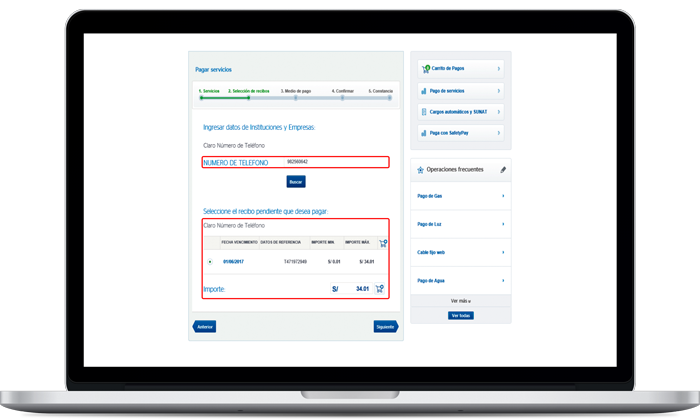 Pagar servicios
1. Servicios 2. Selección de recibos 3. Medio de pago 4. Confirmar 5. Constancia
Ingresar datos de Instituciones y Empresas:
Claro Número de Teléfono
NUMERO DE TELEFONO 982560642
Buscar
Seleccione el recibo pendiente que desea pagar:
Claro Número de Teléfono
FECHA VENCIMIENTO DATOS DE REFERENCIA IMPORTE MIN. IMPORTE MÁX.
01/06/2017 T471972949 S/ 0.01 S/ 34.01
Importe: S/ 34.01
Anterior Siguiente
Carrito de Pagos
Pago de servicios
Cargos automáticos y SUNAT
Paga con SafetyPay
Operaciones frecuentes
Pago de Gas
Pago de Luz
Cable fijo web
Pago de Agua
Ver más
Ver todas